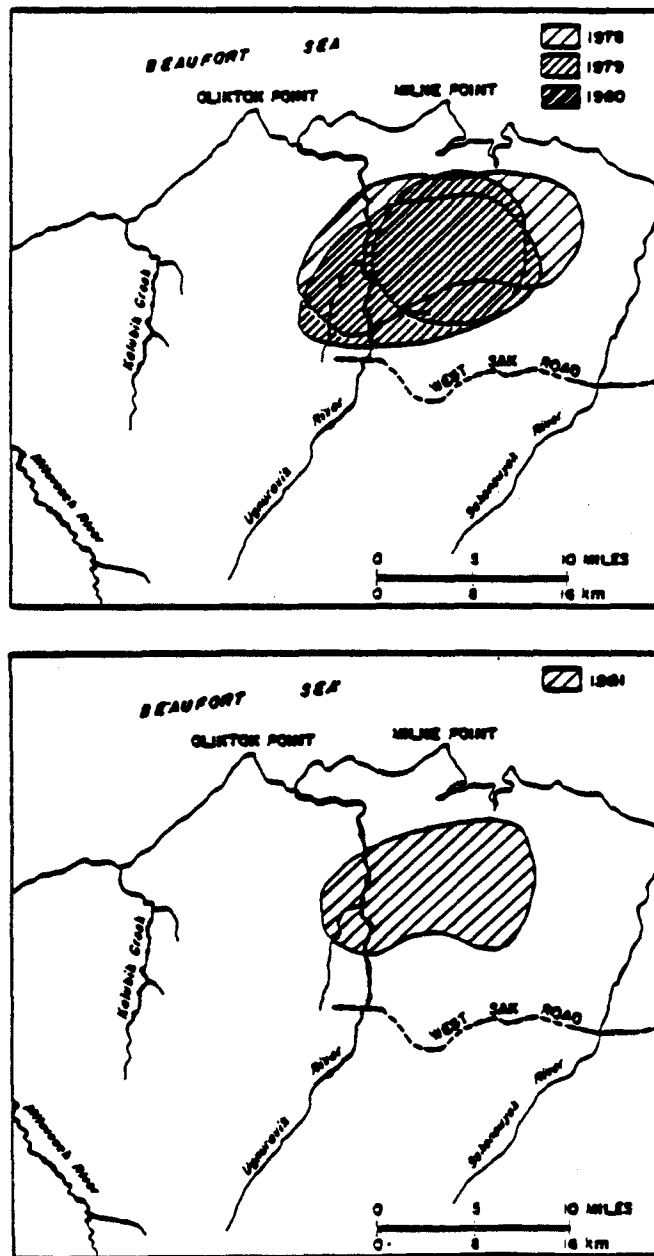 BEAUFORT SEA
1978
1979
1980
OLIKTOK POINT
MILNE POINT
Kalubik Creek
WEST SAK ROAD
River
Ugnuravik River
River
0 5 10 MILES
0 8 16 km
BEAUFORT SEA
1981
OLIKTOK POINT
MILNE POINT
Kalubik Creek
WEST SAK ROAD
River
Ugnuravik River
River
0 5 10 MILES
0 8 16 km